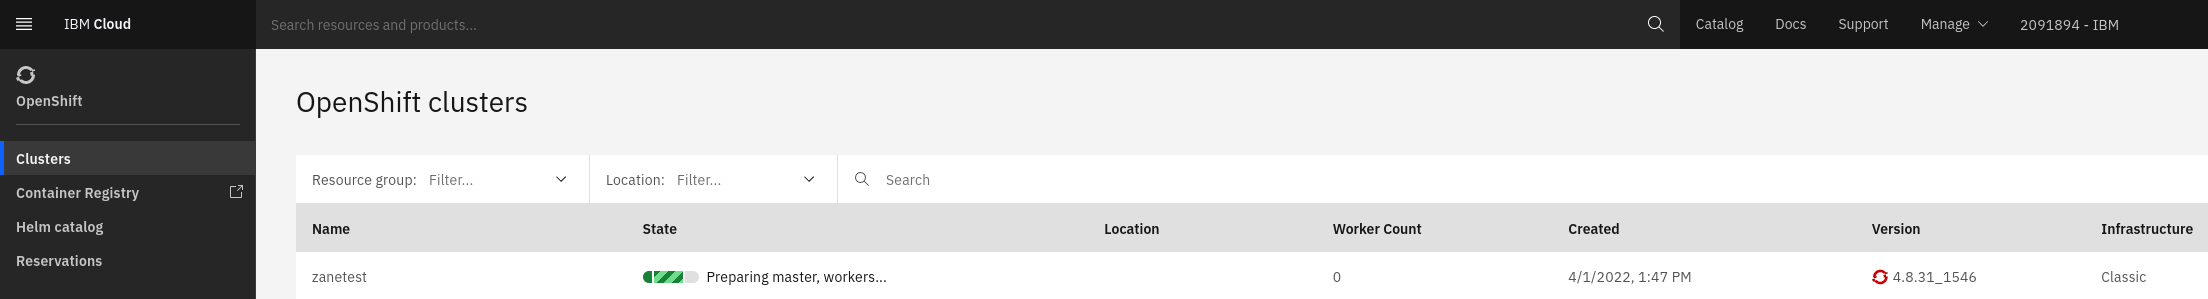 IBM Cloud Search resources and products... Catalog Docs Support Manage 2091894 - IBM
OpenShift
Clusters
Container Registry
Helm catalog
Reservations
OpenShift clusters
Resource group: Filter... Location: Filter... Search
Name State Location Worker Count Created Version Infrastructure
zanetest Preparing master, workers... 0 4/1/2022, 1:47 PM 4.8.31_1546 Classic